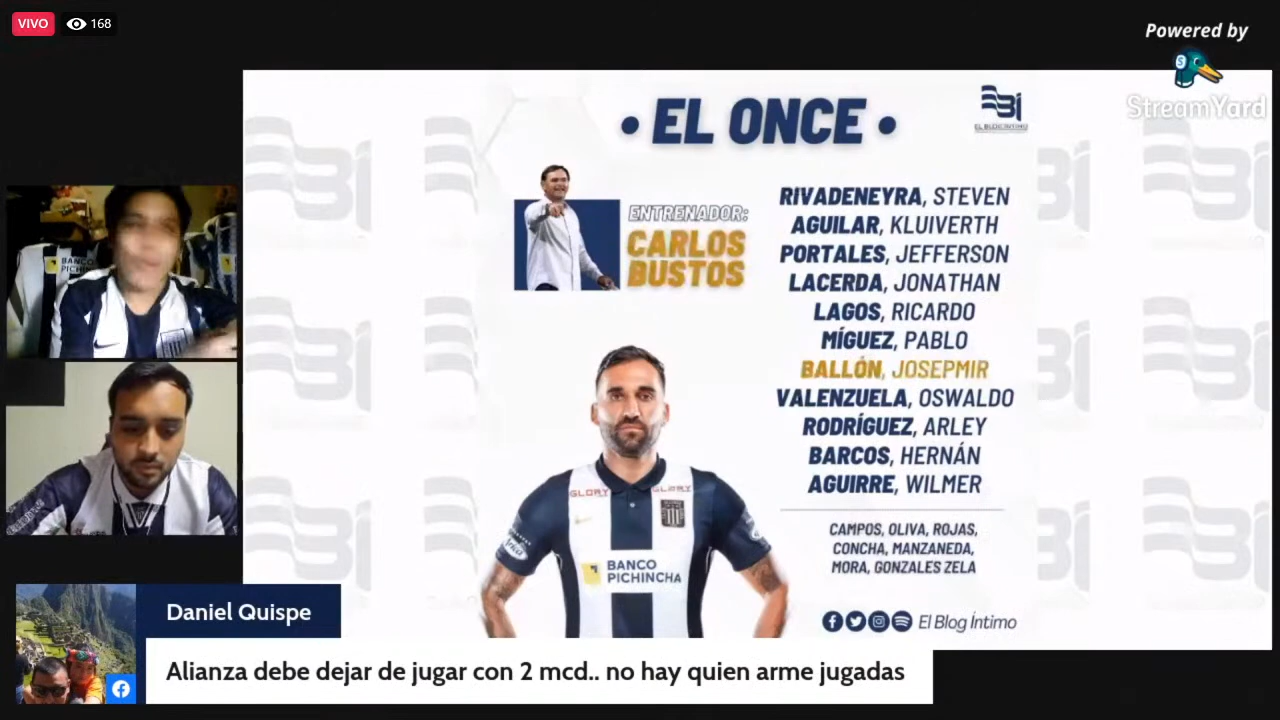 VIVO 168
Powered by
StreamYard
• EL ONCE •
EL BLOG ÍNTIMO
ENTRENADOR:
CARLOS
BUSTOS
RIVADENEYRA, STEVEN
AGUILAR, KLUIVERTH
PORTALES, JEFFERSON
LACERDA, JONATHAN
LAGOS, RICARDO
MÍGUEZ, PABLO
BALLÓN, JOSEPMIR
VALENZUELA, OSWALDO
RODRÍGUEZ, ARLEY
BARCOS, HERNÁN
AGUIRRE, WILMER
CAMPOS, OLIVA, ROJAS,
CONCHA, MANZANEDA,
MORA, GONZALES ZELA
El Blog Íntimo
GLORY GLORY
BANCO
PICHINCHA
BANCO
PICHINC
Daniel Quispe
Alianza debe dejar de jugar con 2 mcd.. no hay quien arme jugadas